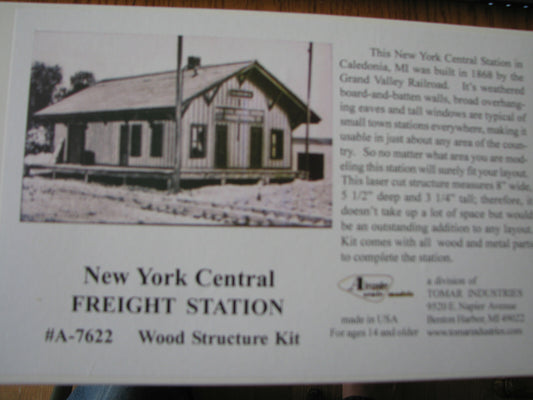 This New York Central Station in
Caledonia, MI was built in 1868 by the
Grand Valley Railroad. It's weathered
board-and-batten walls, broad overhang-
ing eaves and tall windows are typical of
small town stations everywhere, making it
usable in just about any area of the coun-
try. So no matter what area you are mod-
eling this station will surely fit your layout.
This laser cut structure measures 8" wide,
5 1/2" deep and 3 1/4" tall; therefore, it
doesn't take up a lot of space but would
be an outstanding addition to any layout.
Kit comes with all wood and metal parts
to complete the station.
New York Central
FREIGHT STATION
#A-7622 Wood Structure Kit
made in USA
For ages 14 and older
a division of
TOMAR INDUSTRIES
9520 E. Napier Avenue
Benton Harbor, MI 49022
www.tomarindustries.com